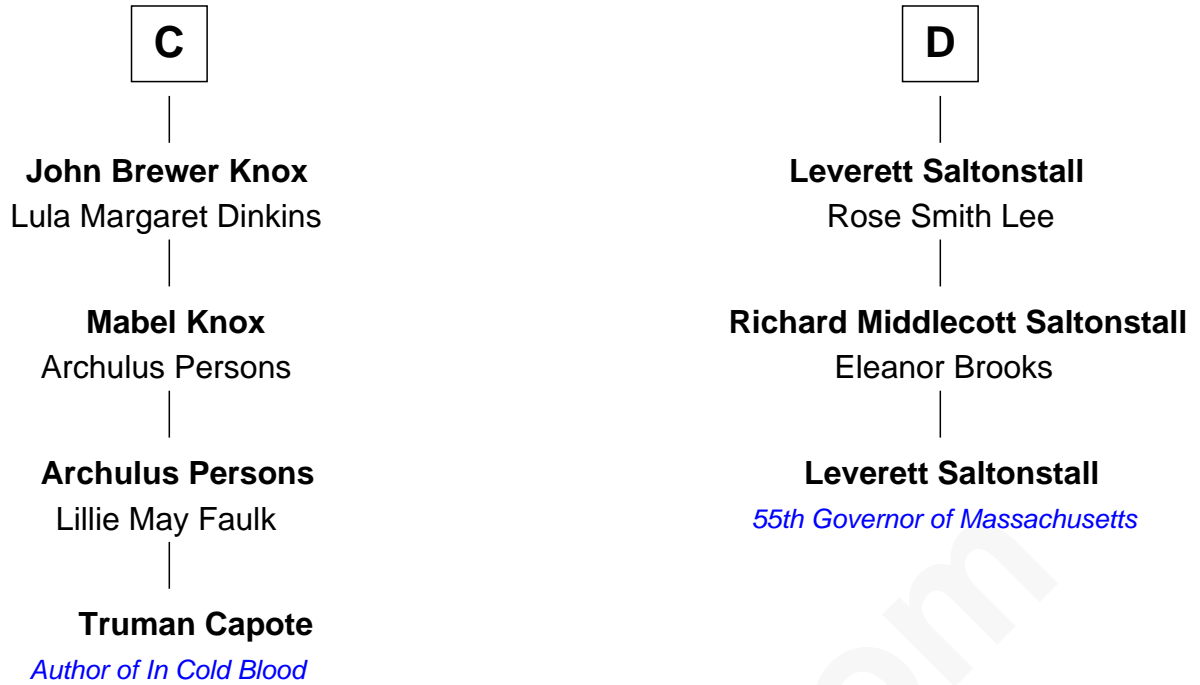 C
John Brewer Knox
Lula Margaret Dinkins
Mabel Knox
Archulus Persons
Archulus Persons
Lillie May Faulk
Truman Capote
Author of In Cold Blood
D
Leverett Saltonstall
Rose Smith Lee
Richard Middlecott Saltonstall
Eleanor Brooks
Leverett Saltonstall
55th Governor of Massachusetts
om